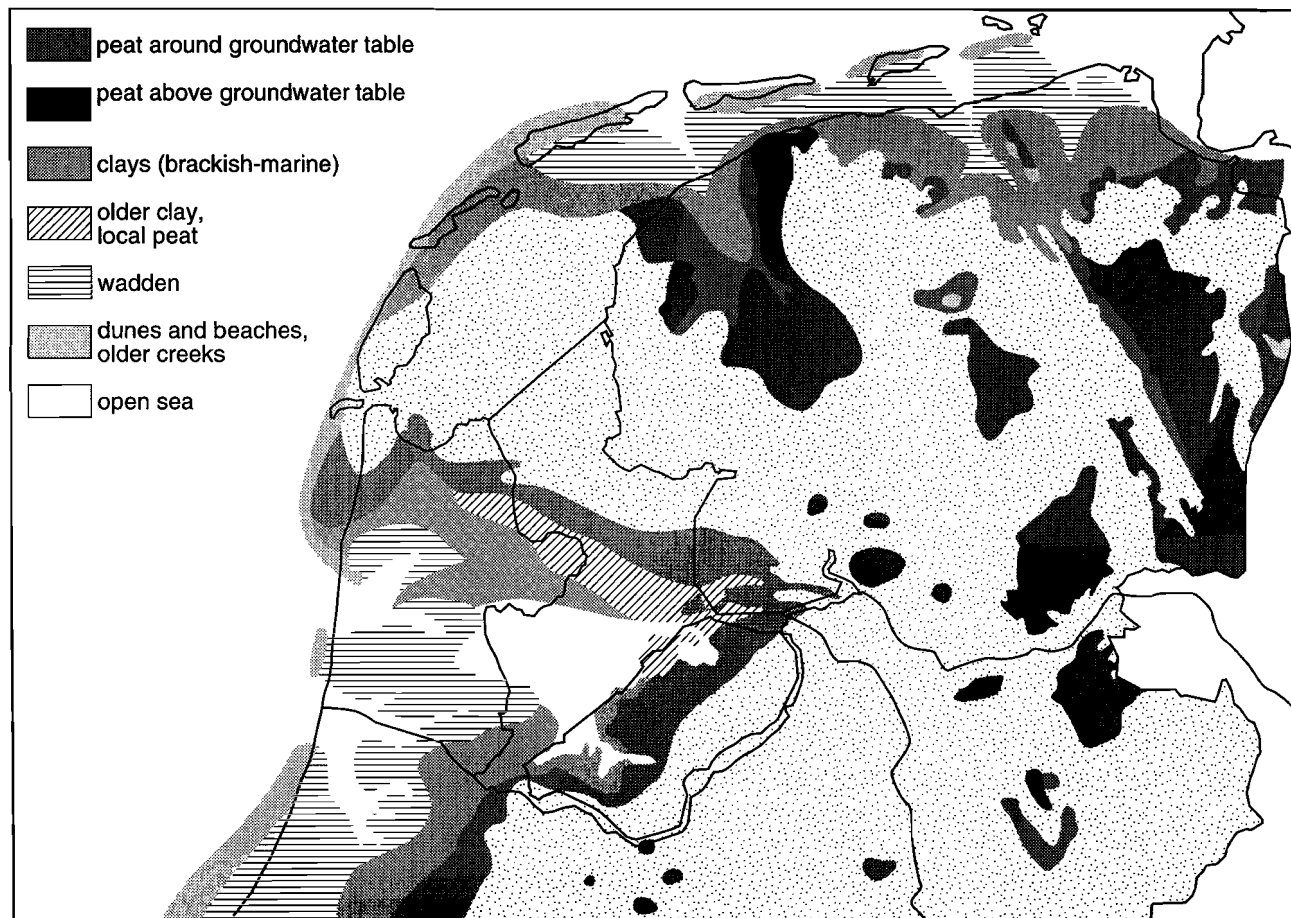 peat around groundwater table
peat above groundwater table
clays (brackish-marine)
older clay,
local peat
wadden
dunes and beaches,
older creeks
open sea